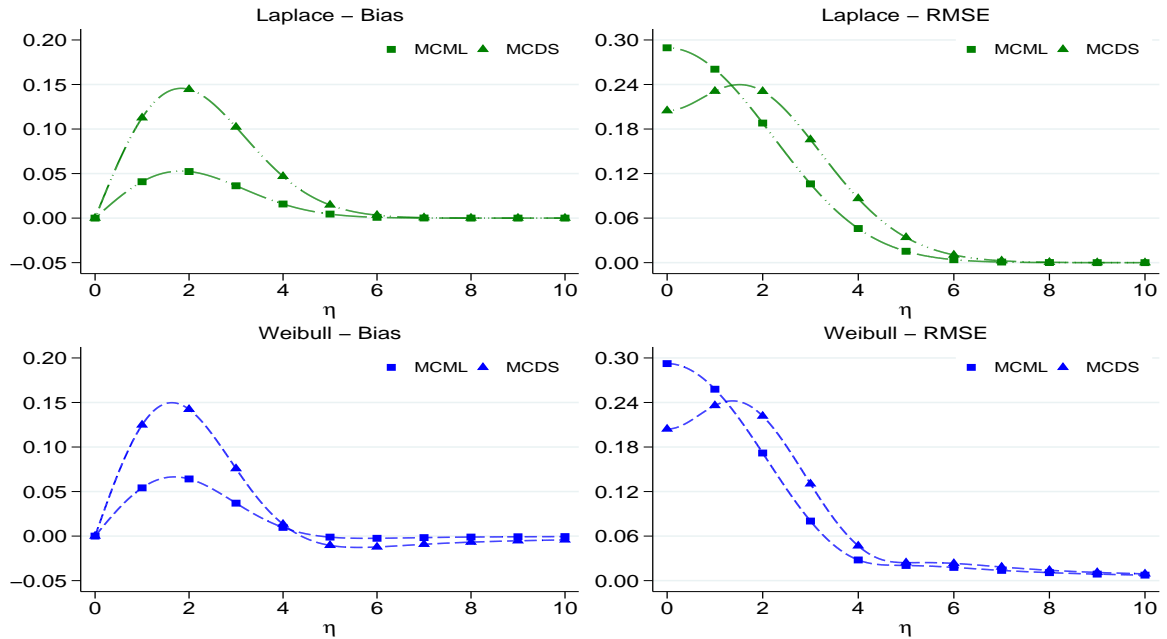 Laplace – Bias
MCML MCDS
0.20
0.15
0.10
0.05
0.00
−0.05
0 2 4 6 8 10
η
Laplace – RMSE
MCML MCDS
0.30
0.24
0.18
0.12
0.06
0.00
0 2 4 6 8 10
η
Weibull – Bias
MCML MCDS
0.20
0.15
0.10
0.05
0.00
−0.05
0 2 4 6 8 10
η
Weibull – RMSE
MCML MCDS
0.30
0.24
0.18
0.12
0.06
0.00
0 2 4 6 8 10
η